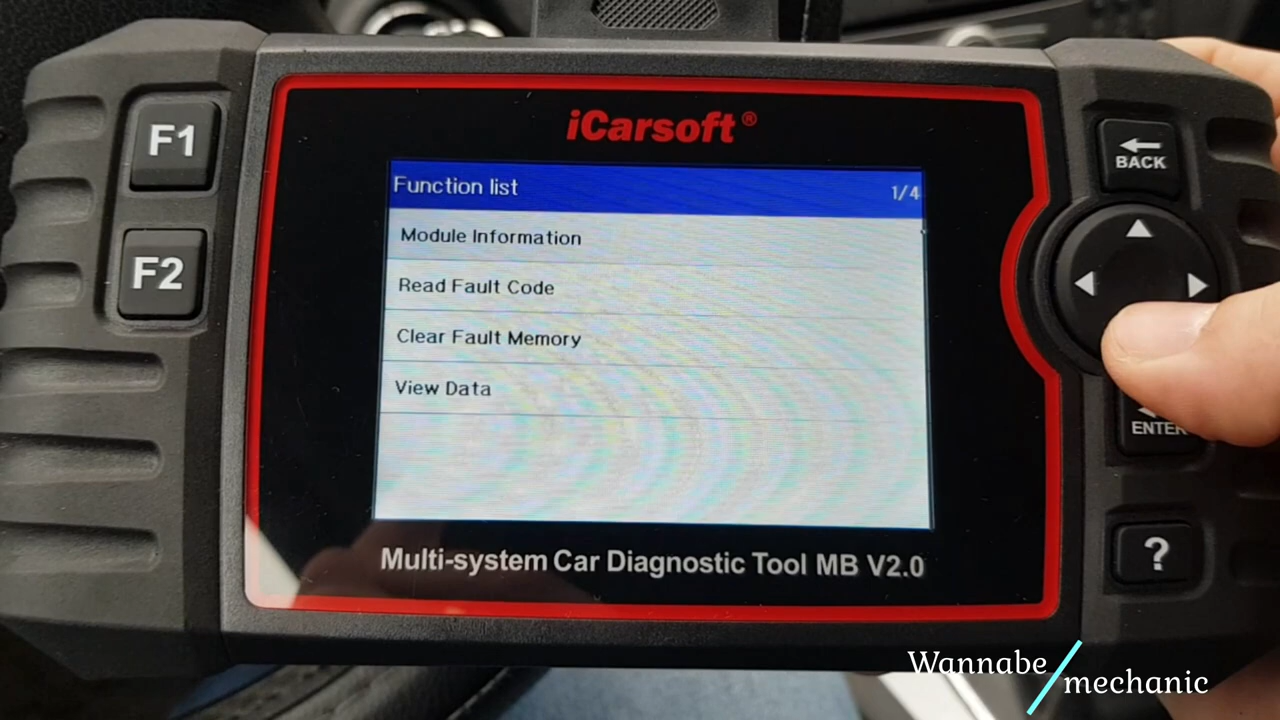 iCarsoft®
F1
F2
Function list 1/4
Module Information
Read Fault Code
Clear Fault Memory
View Data
BACK
ENTER
?
Multi-system Car Diagnostic Tool MB V2.0
Wannabe
mechanic